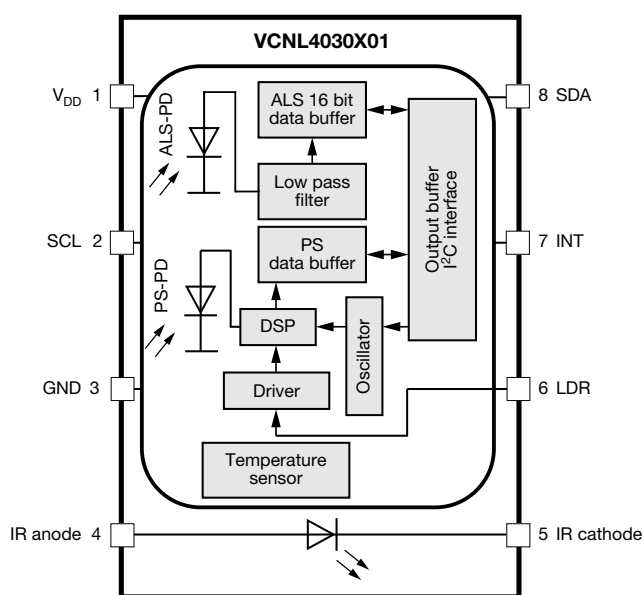 VCNL4030X01
V_DD 1
8 SDA
ALS-PD
ALS 16 bit
data buffer
Low pass
filter
Output buffer
I²C interface
SCL 2
7 INT
PS
data buffer
PS-PD
DSP
Oscillator
GND 3
Driver
6 LDR
Temperature
sensor
IR anode 4
5 IR cathode